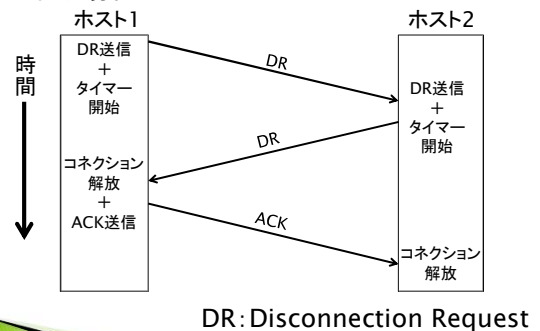 ホスト1
ホスト2
時
間
DR送信
+
タイマー
開始
DR
DR送信
+
タイマー
開始
DR
コネクション
解放
+
ACK送信
ACK
コネクション
解放
DR:Disconnection Request